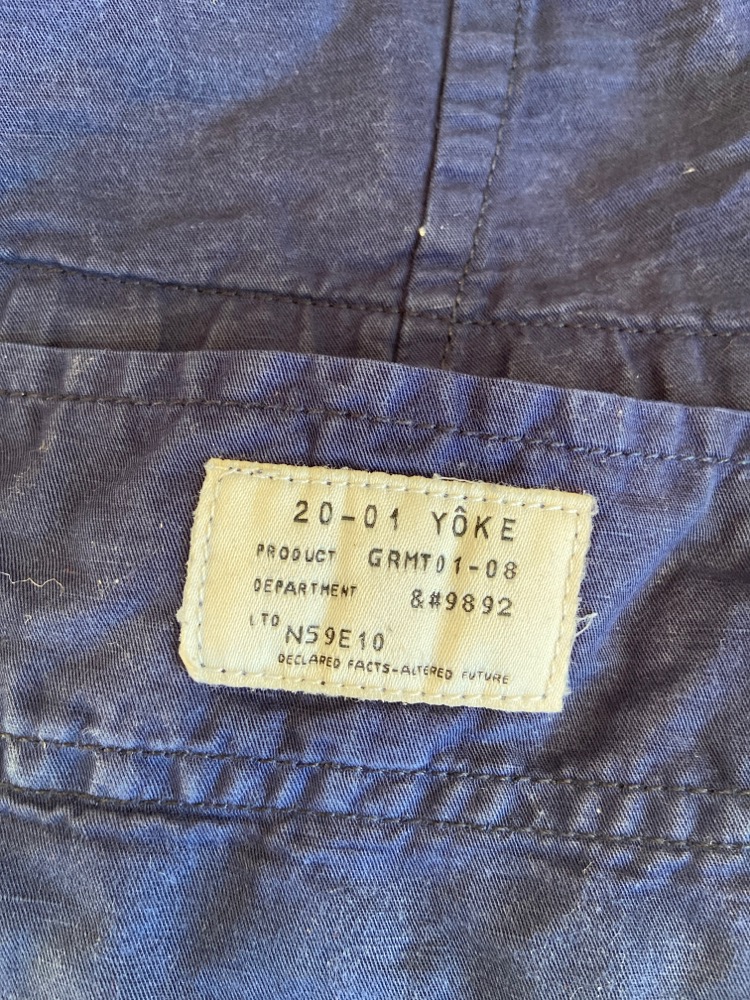 20-01 YÔKE
PRODUCT GRMT01-08
DEPARTMENT &#9892
LTD N59E10
DECLARED FACTS-ALTERED FUTURE